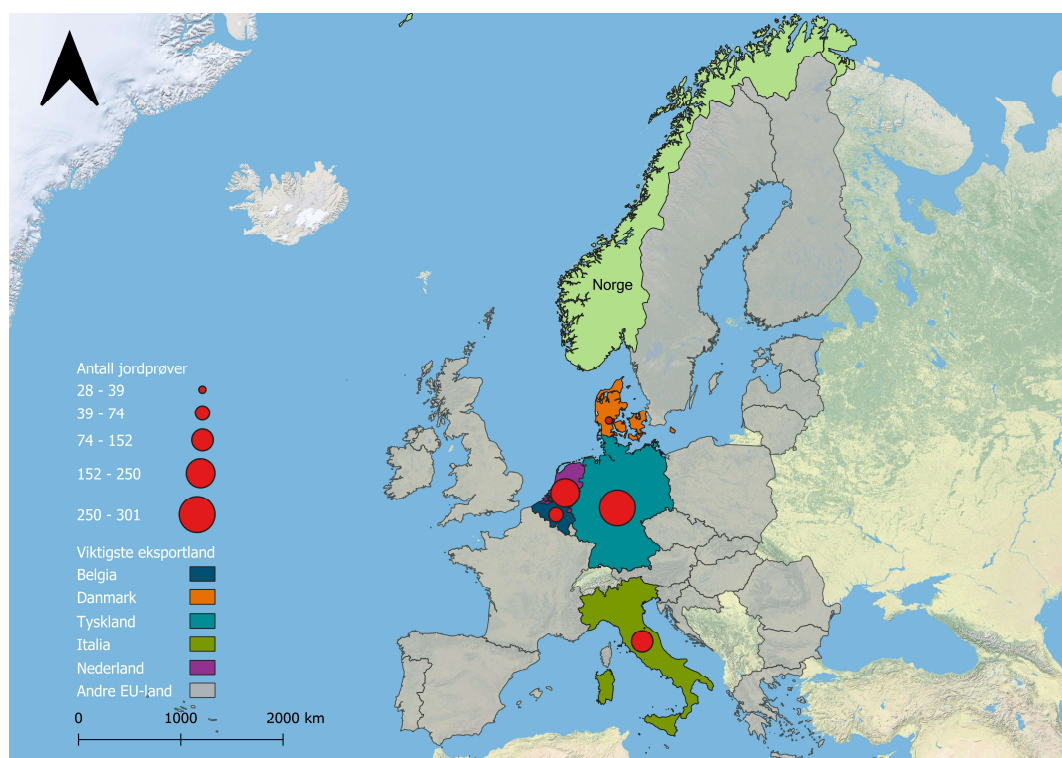 Norge
Antall jordprøver
28 - 39
39 - 74
74 - 152
152 - 250
250 - 301
Viktigste eksportland
Belgia
Danmark
Tyskland
Italia
Nederland
Andre EU-land
0 1000 2000 km